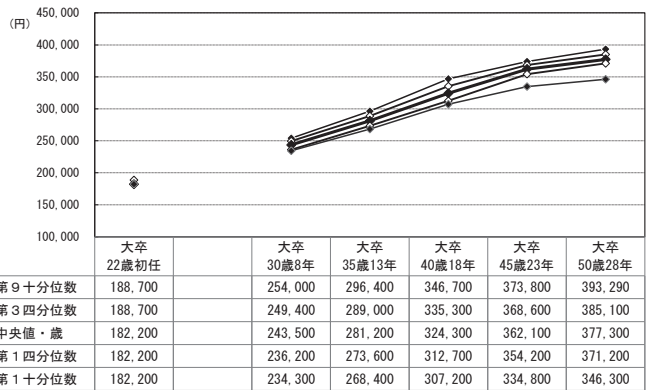 450,000
（円）
400,000
350,000
300,000
250,000
200,000
150,000
100,000
大卒 大卒 大卒 大卒 大卒 大卒
22歳初任 30歳8年 35歳13年 40歳18年 45歳23年 50歳28年
第９十分位数 188,700 254,000 296,400 346,700 373,800 393,290
第３四分位数 188,700 249,400 289,000 335,300 368,600 385,100
中央値・歳 182,200 243,500 281,200 324,300 362,100 377,300
第１四分位数 182,200 236,200 273,600 312,700 354,200 371,200
第１十分位数 182,200 234,300 268,400 307,200 334,800 346,300